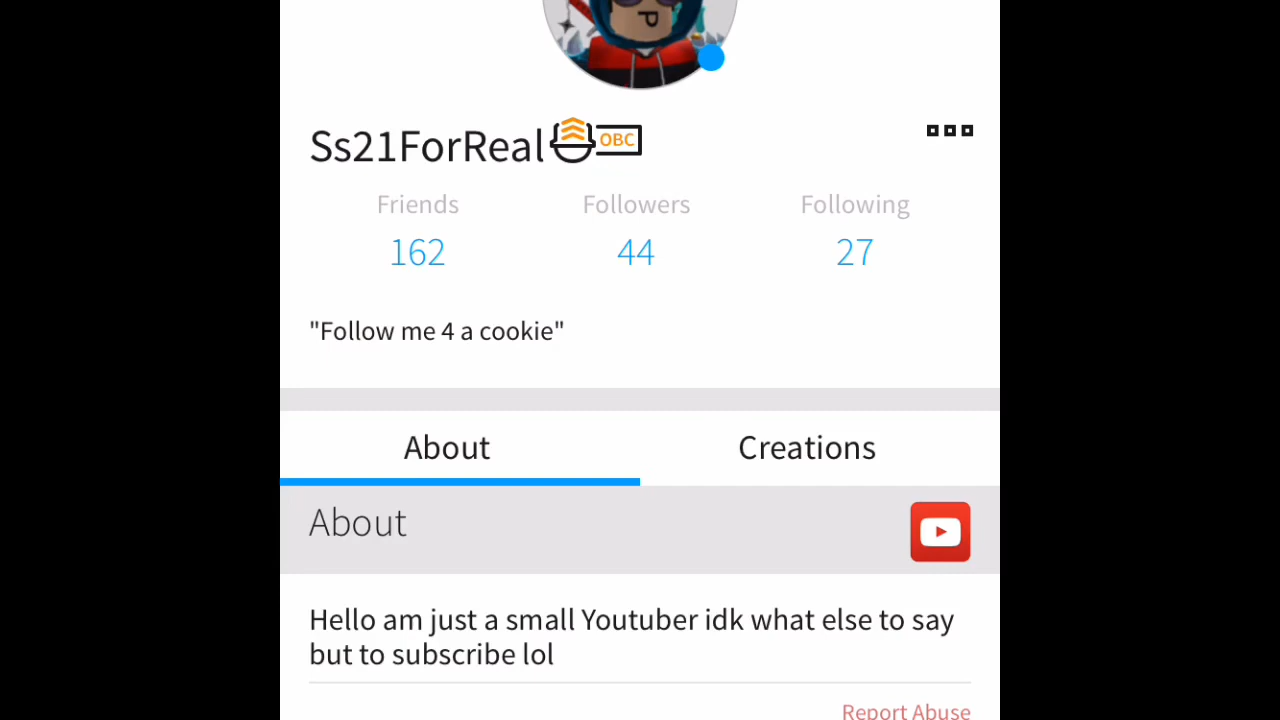 Ss21ForReal OBC
Friends Followers Following
162 44 27
"Follow me 4 a cookie"
About Creations
About
Hello am just a small Youtuber idk what else to say
but to subscribe lol
Report Abuse